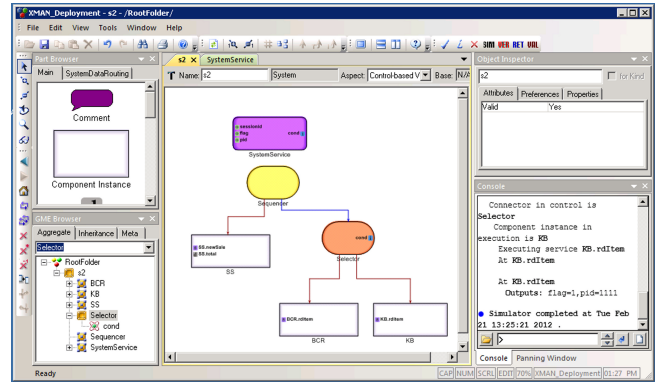 XMAN_Deployment - s2 - /RootFolder/
File Edit View Tools Window Help
SIM VER RET VAL
Part Browser
Main SystemDataRouting
Comment
Component Instance
GME Browser
Aggregate Inheritance Meta
Selector
RootFolder
s2
BCR
KB
SS
Selector
cond
Sequencer
SystemService
s2 X SystemService
Name: s2 System Aspect: Control-based V Base: N/A
sessionid
flag cond
pid
SystemService
Sequencer
SS.newSale
SS.total
SS
cond
Selector
BCR.rdItem
BCR
KB.rdItem
KB
Object Inspector
s2 for Kind
Attributes Preferences Properties
Valid Yes
Console
Connector in control is
Selector
Component instance in
execution is KB
Executing service KB.rdItem
At KB.rdItem
At KB.rdItem
Outputs: flag=1,pid=1111
Simulator completed at Tue Feb
21 13:25:21 2012 .
Console Panning Window
Ready
CAP NUM SCRL EDIT 70% XMAN_Deployment 01:27 PM